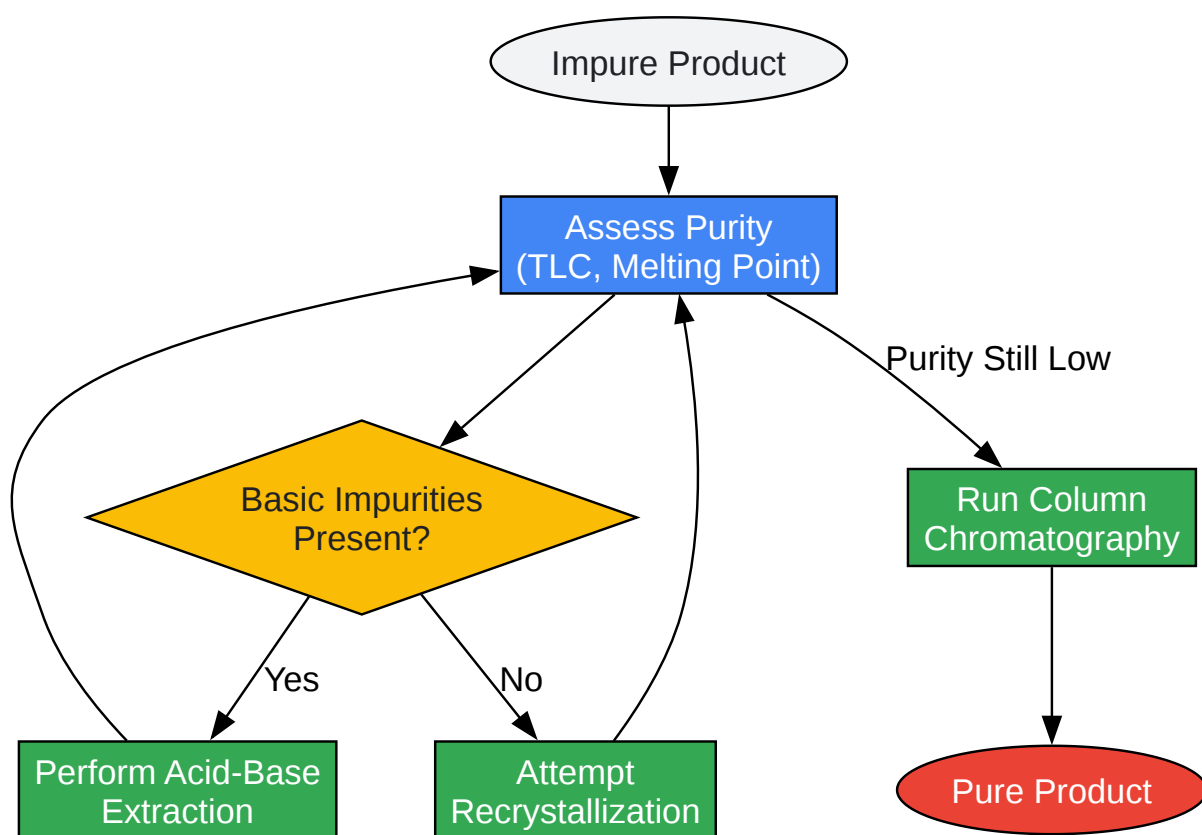 Impure Product
Assess Purity
(TLC, Melting Point)
Purity Still Low
Basic Impurities
Present?
Run Column
Chromatography
Yes
No
Perform Acid-Base
Extraction
Attempt
Recrystallization
Pure Product